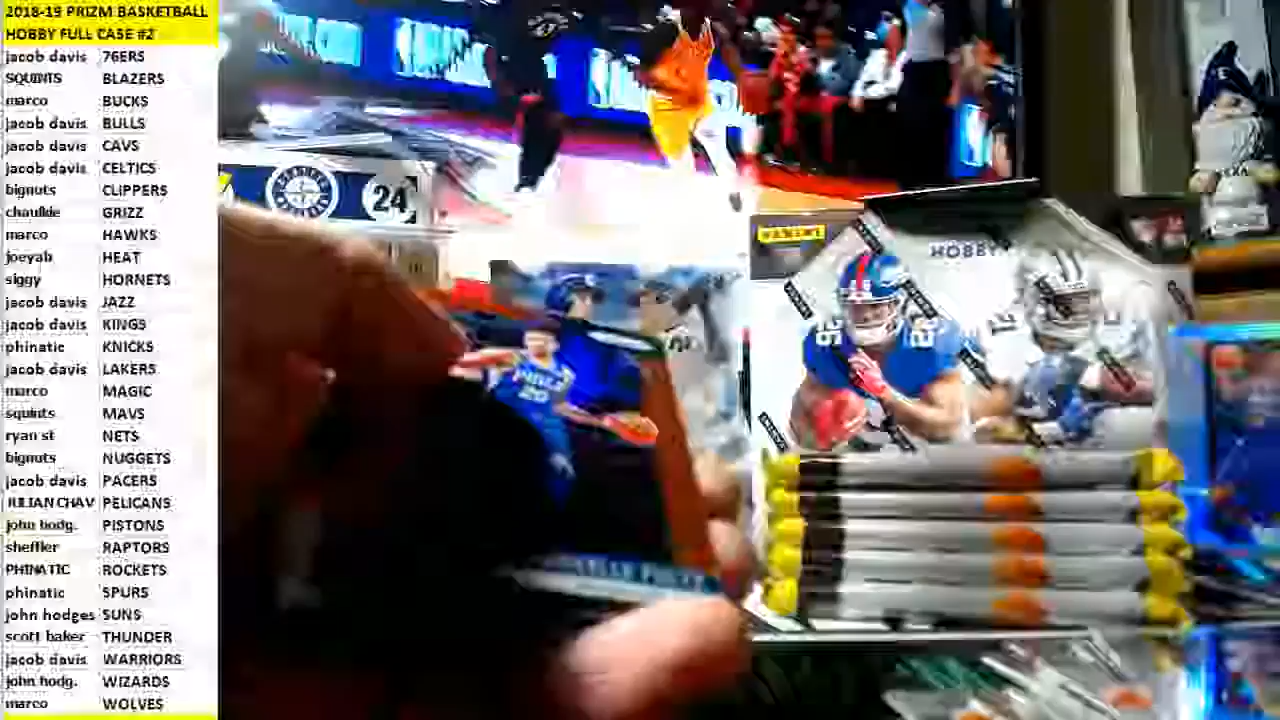 2018-19 PRIZM BASKETBALL
HOBBY FULL CASE #2
jacob davis 76ERS
SQUINTS BLAZERS
marco BUCKS
jacob davis BULLS
jacob davis CAVS
jacob davis CELTICS
bignuts CLIPPERS
chaulkie GRIZZ
marco HAWKS
joeyab HEAT
siggy HORNETS
jacob davis JAZZ
jacob davis KINGS
phinatic KNICKS
jacob davis LAKERS
marco MAGIC
squints MAVS
ryan st NETS
bignuts NUGGETS
jacob davis PACERS
JULIAN CHAV PELICANS
john hodg. PISTONS
sheffler RAPTORS
PHINATIC ROCKETS
phinatic SPURS
john hodges SUNS
scott baker THUNDER
jacob davis WARRIORS
john hodg. WIZARDS
marco WOLVES
24
PANINI
HOBBY
26